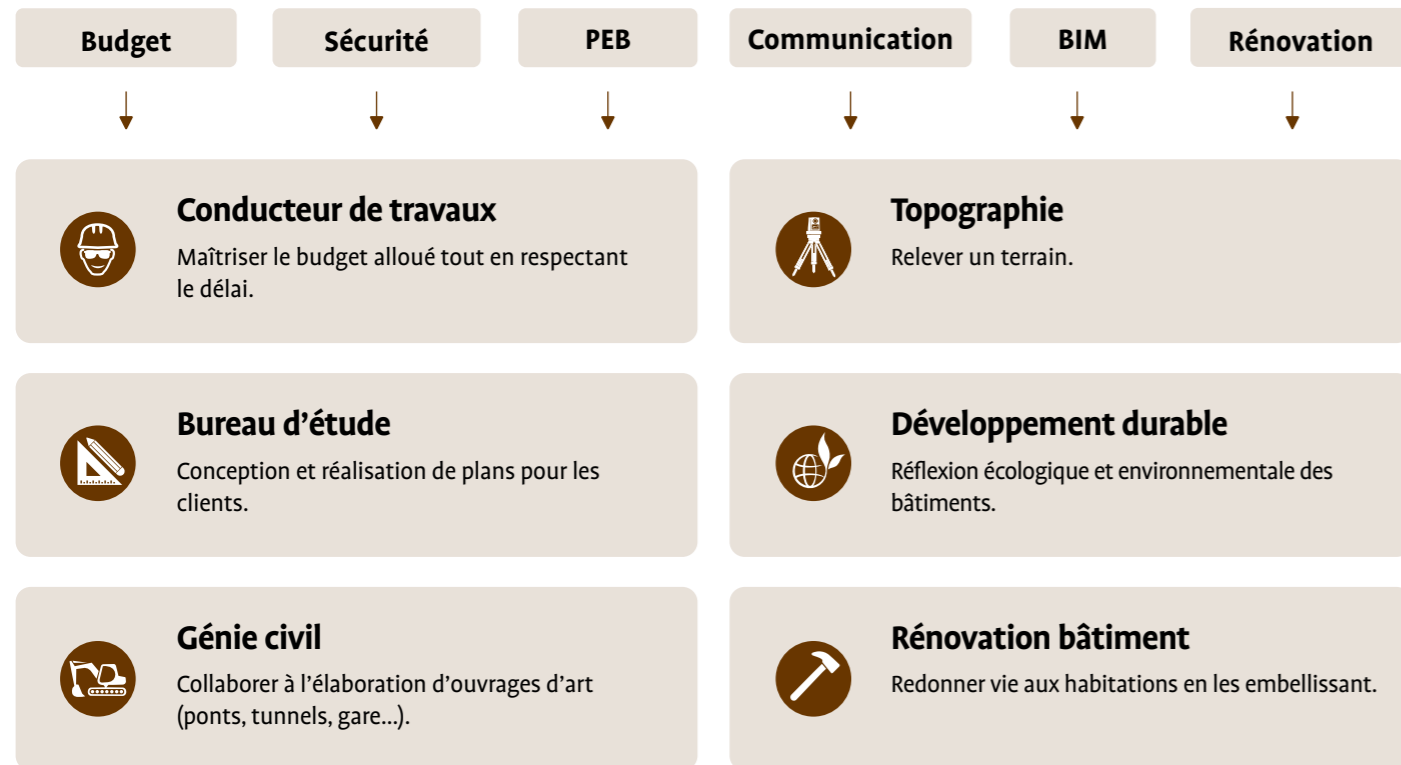 Budget
Sécurité
PEB
Communication
BIM
Rénovation
Conducteur de travaux
Maîtriser le budget alloué tout en respectant
le délai.
Topographie
Relever un terrain.
Bureau d’étude
Conception et réalisation de plans pour les
clients.
Développement durable
Réflexion écologique et environnementale des
bâtiments.
Génie civil
Collaborer à l’élaboration d’ouvrages d’art
(ponts, tunnels, gare...).
Rénovation bâtiment
Redonner vie aux habitations en les embellissant.